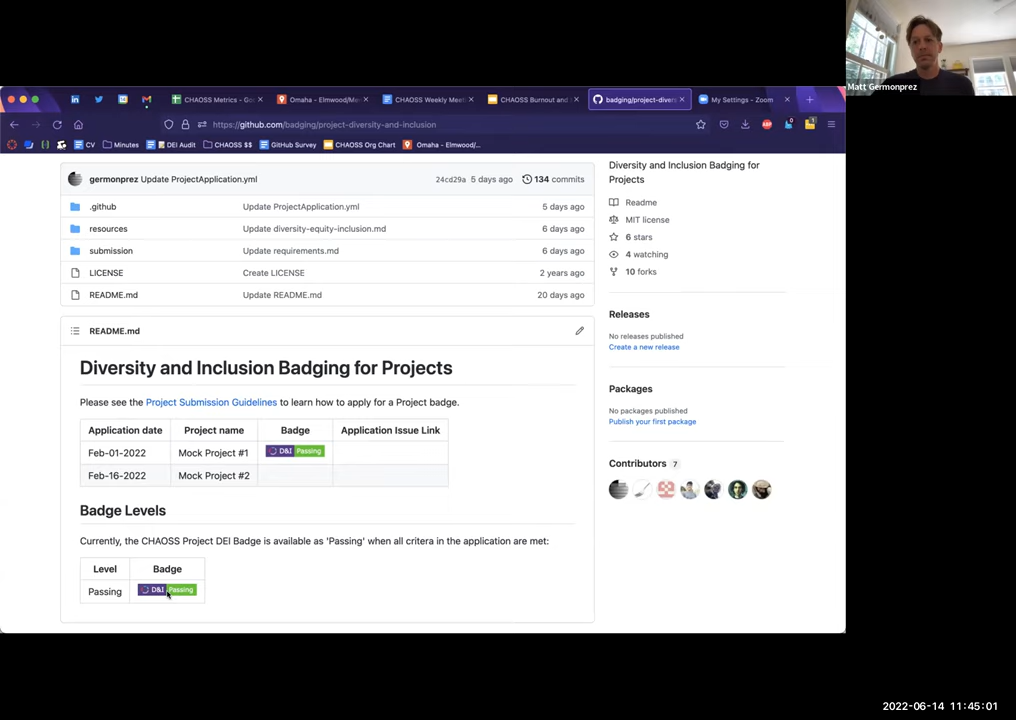 Matt Germonprez
CHAOSS Metrics - Go
Omaha - Elmwood/Me
CHAOSS Weekly Meeti
CHAOSS Burnout and
badging/project-divers
My Settings - Zoom
https://github.com/badging/project-diversity-and-inclusion
CV
Minutes
DEI Audit
CHAOSS $$
GitHub Survey
CHAOSS Org Chart
Omaha - Elmwood/...
germonprez Update ProjectApplication.yml 24cd29a 5 days ago 134 commits
.github Update ProjectApplication.yml 5 days ago
resources Update diversity-equity-inclusion.md 6 days ago
submission Update requirements.md 6 days ago
LICENSE Create LICENSE 2 years ago
README.md Update README.md 20 days ago
README.md
Diversity and Inclusion Badging for Projects
Please see the Project Submission Guidelines to learn how to apply for a Project badge.
Application date Project name Badge Application Issue Link
Feb-01-2022 Mock Project #1 D&I Passing
Feb-16-2022 Mock Project #2
Badge Levels
Currently, the CHAOSS Project DEI Badge is available as 'Passing' when all critera in the application are met:
Level Badge
Passing D&I Passing
Diversity and Inclusion Badging for
Projects
Readme
MIT license
6 stars
4 watching
10 forks
Releases
No releases published
Create a new release
Packages
No packages published
Publish your first package
Contributors 7
2022-06-14 11:45:01